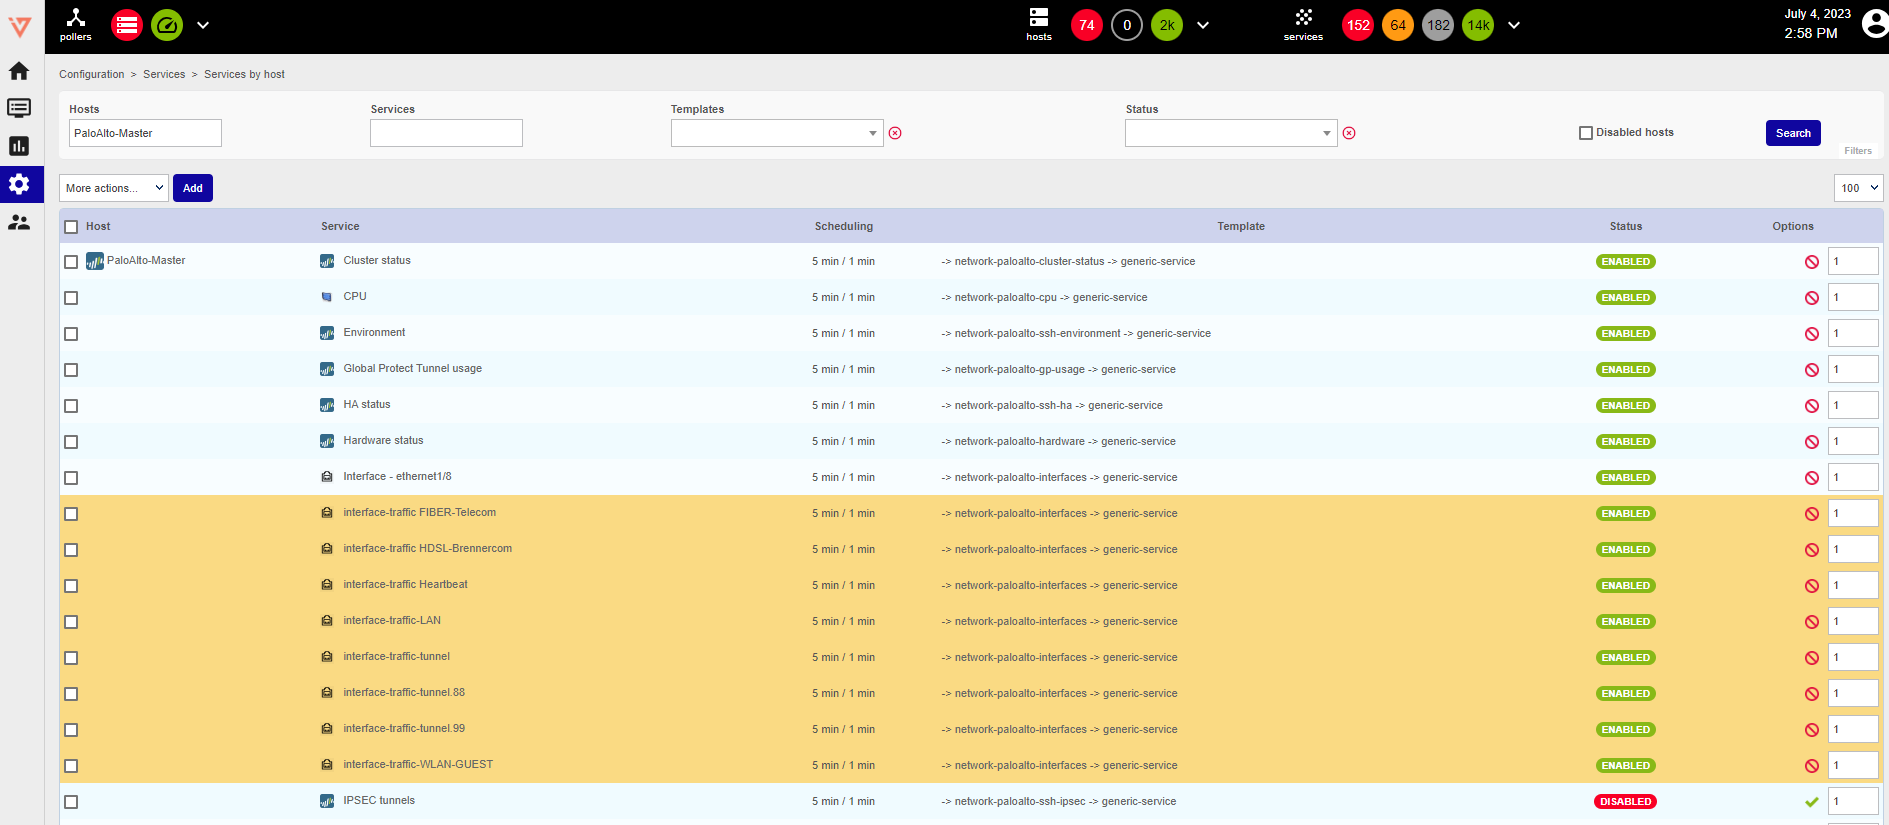 pollers
hosts
74
0
2k
services
152
64
182
14k
July 4, 2023
2:58 PM
Configuration > Services > Services by host
Hosts
Services
Templates
Status
PaloAlto-Master
Disabled hosts
Search
Filters
More actions...
Add
100
Host Service Scheduling Template Status Options
PaloAlto-Master Cluster status 5 min / 1 min -> network-paloalto-cluster-status -> generic-service ENABLED 1
CPU 5 min / 1 min -> network-paloalto-cpu -> generic-service ENABLED 1
Environment 5 min / 1 min -> network-paloalto-ssh-environment -> generic-service ENABLED 1
Global Protect Tunnel usage 5 min / 1 min -> network-paloalto-gp-usage -> generic-service ENABLED 1
HA status 5 min / 1 min -> network-paloalto-ssh-ha -> generic-service ENABLED 1
Hardware status 5 min / 1 min -> network-paloalto-hardware -> generic-service ENABLED 1
Interface - ethernet1/8 5 min / 1 min -> network-paloalto-interfaces -> generic-service ENABLED 1
interface-traffic FIBER-Telecom 5 min / 1 min -> network-paloalto-interfaces -> generic-service ENABLED 1
interface-traffic HDSL-Brennercom 5 min / 1 min -> network-paloalto-interfaces -> generic-service ENABLED 1
interface-traffic Heartbeat 5 min / 1 min -> network-paloalto-interfaces -> generic-service ENABLED 1
interface-traffic-LAN 5 min / 1 min -> network-paloalto-interfaces -> generic-service ENABLED 1
interface-traffic-tunnel 5 min / 1 min -> network-paloalto-interfaces -> generic-service ENABLED 1
interface-traffic-tunnel.88 5 min / 1 min -> network-paloalto-interfaces -> generic-service ENABLED 1
interface-traffic-tunnel.99 5 min / 1 min -> network-paloalto-interfaces -> generic-service ENABLED 1
interface-traffic-WLAN-GUEST 5 min / 1 min -> network-paloalto-interfaces -> generic-service ENABLED 1
IPSEC tunnels 5 min / 1 min -> network-paloalto-ssh-ipsec -> generic-service DISABLED 1